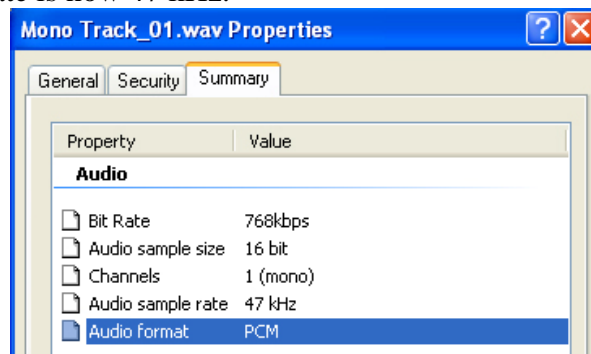 Mono Track_01.wav Properties
General Security Summary
Property Value
Audio
Bit Rate 768kbps
Audio sample size 16 bit
Channels 1 (mono)
Audio sample rate 47 kHz
Audio format PCM